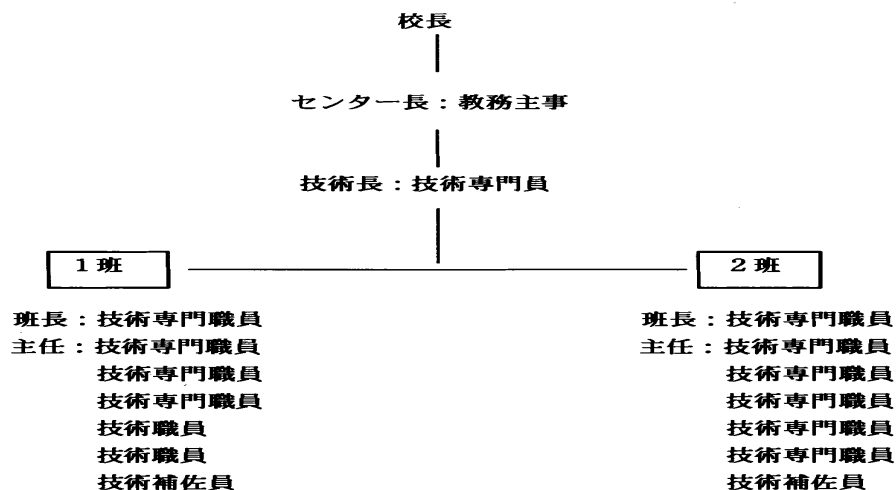 校長
センター長：教務主事
技術長：技術専門員
1班
班長：技術専門職員
主任：技術専門職員
技術専門職員
技術専門職員
技術職員
技術職員
技術補佐員
2班
班長：技術専門職員
主任：技術専門職員
技術専門職員
技術専門職員
技術専門職員
技術専門職員
技術補佐員